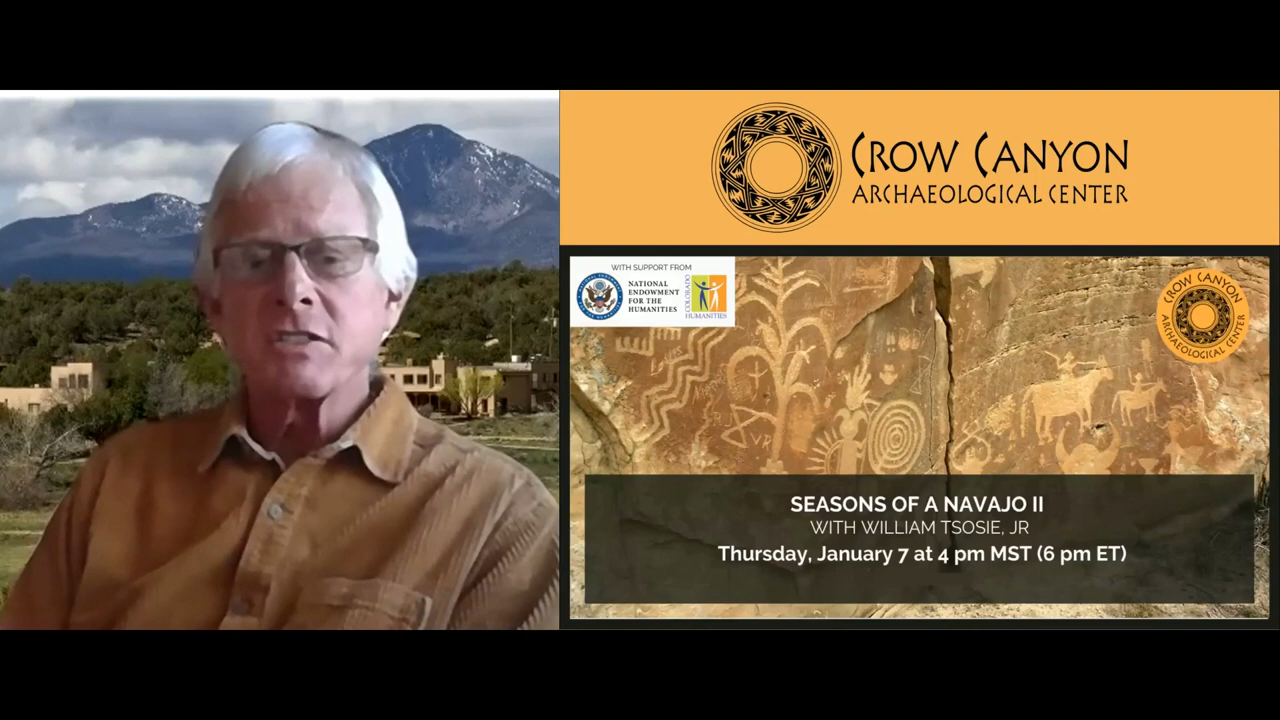 CROW CANYON
ARCHAEOLOGICAL CENTER
WITH SUPPORT FROM
NATIONAL
ENDOWMENT
FOR THE
HUMANITIES
COLORADO
HUMANITIES
CROW CANYON
ARCHAEOLOGICAL CENTER
SEASONS OF A NAVAJO II
WITH WILLIAM TSOSIE, JR
Thursday, January 7 at 4 pm MST (6 pm ET)